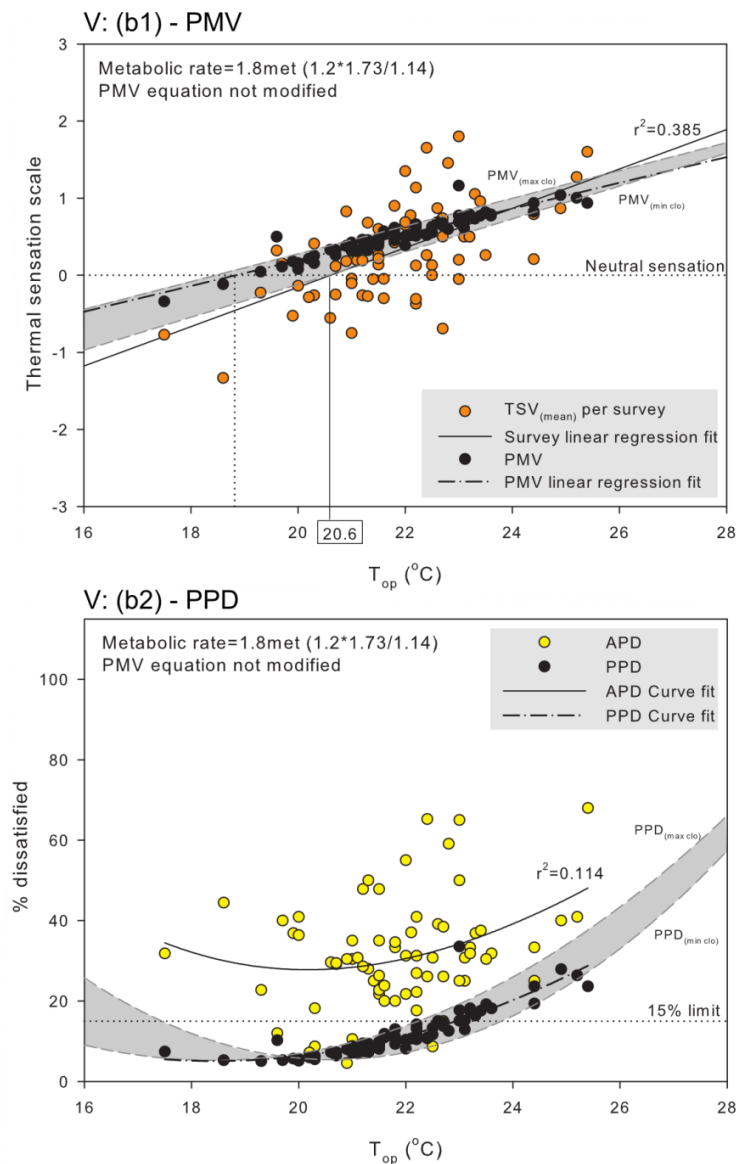 V: (b1) - PMV
3
Metabolic rate=1.8met (1.2*1.73/1.14)
PMV equation not modified
r²=0.385
2
PMV(max clo)
PMV(min clo)
1
Neutral sensation
0
Thermal sensation scale
-1
TSV(mean) per survey
Survey linear regression fit
PMV
PMV linear regression fit
-2
-3
16 18 20 22 24 26 28
20.6
Top (°C)
V: (b2) - PPD
Metabolic rate=1.8met (1.2*1.73/1.14)
PMV equation not modified
APD
PPD
APD Curve fit
PPD Curve fit
100
80
60
40
20
0
% dissatisfied
PPD(max clo)
r²=0.114
PPD(min clo)
15% limit
16 18 20 22 24 26 28
Top (°C)